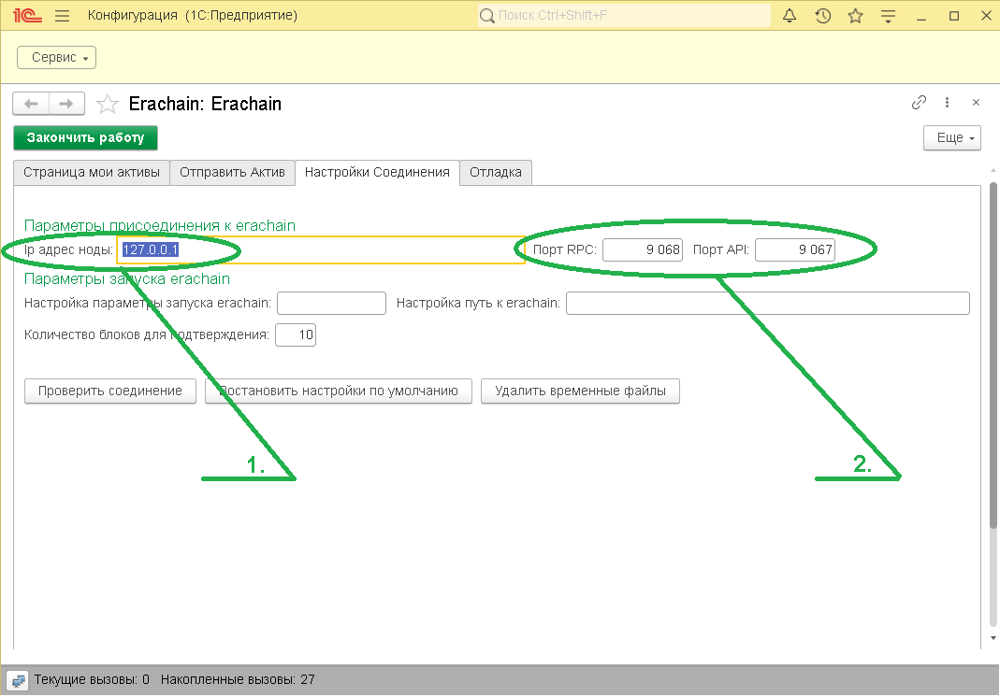 1С Конфигурация (1С:Предприятие) Поиск Ctrl+Shift+F
Сервис
Erachain: Erachain
Закончить работу Еще
Страница мои активы Отправить Актив Настройки Соединения Отладка
Параметры присоединения к erachain
Ip адрес ноды: 127.0.0.1 Порт RPC: 9 068 Порт API: 9 067
Параметры запуска erachain
Настройка параметры запуска erachain: Настройка путь к erachain:
Количество блоков для подтверждения: 10
Проверить соединение Востановить настройки по умолчанию Удалить временные файлы
1. 2.
Текущие вызовы: 0 Накопленные вызовы: 27